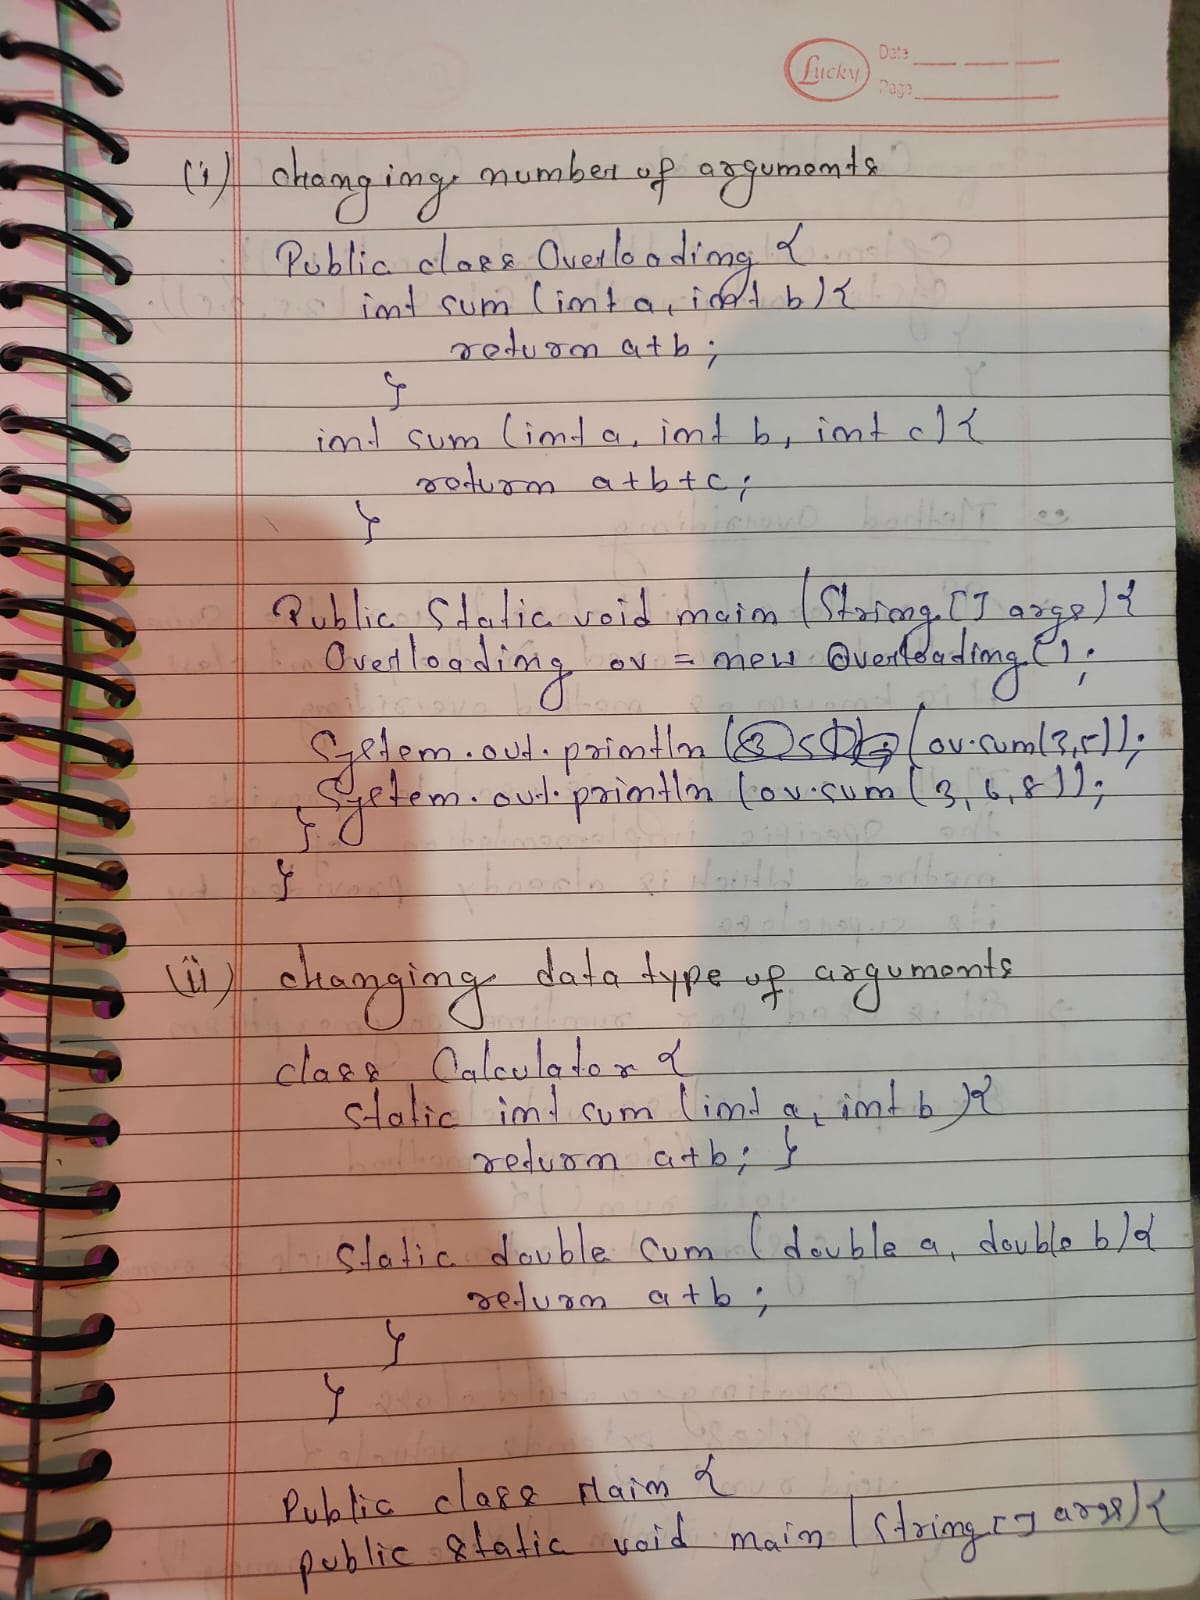 Lucky
Date
Page
(i) changing number of arguments
Public class Overloading {
int sum (int a, int b) {
return a+b;
}
int sum (int a, int b, int c) {
return a+b+c;
}
Public Static void main (String [] args) {
Overloading ov = new Overloading ();
System.out.println (ov.sum(3,5));
System.out.println (ov.sum (3,6,8));
}
}
(ii) changing data type of arguments
class Calculator {
Static int sum (int a, int b) {
return a+b; }
Static double sum (double a, double b) {
return a+b;
}
}
Public class Main {
public static void main (String [] args) {